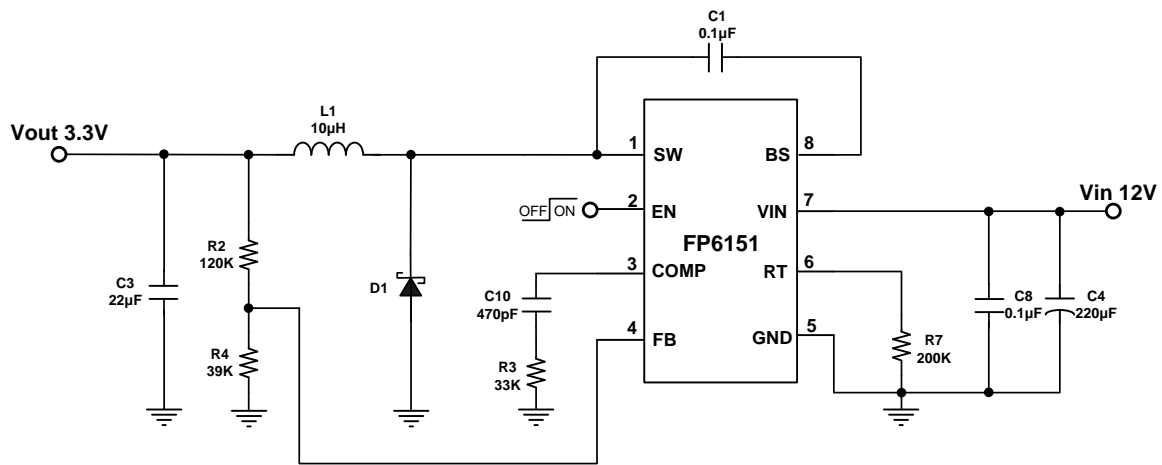 C1
0.1µF
L1
10µH
Vout 3.3V
1
SW
BS
8
OFF ON
2
EN
VIN
7
Vin 12V
FP6151
R2
120K
3
COMP
RT
6
C3
22µF
D1
C10
470pF
C8
0.1µF
C4
220µF
4
FB
GND
5
R4
39K
R3
33K
R7
200K